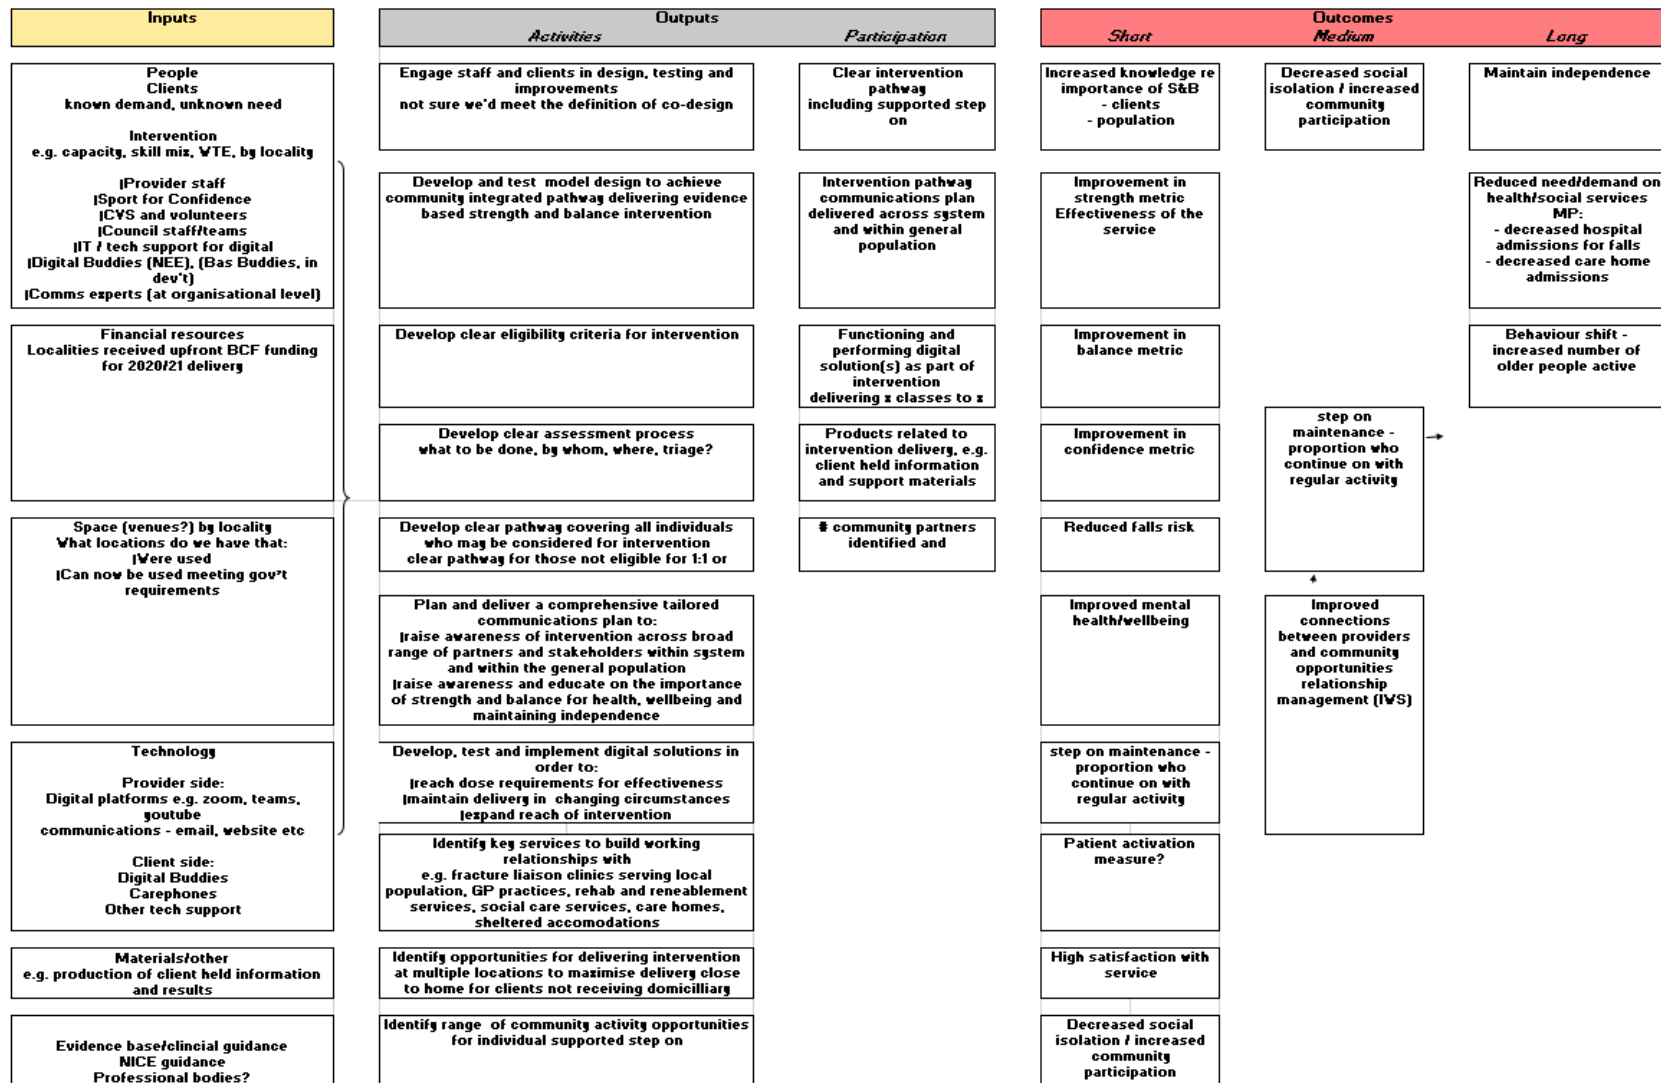 Inputs
People
Clients
known demand, unknown need
Intervention
e.g. capacity, skill mix, WTE, by locality
Provider staff
Sport for Confidence
CVS and volunteers
Council staff/teams
IT / tech support for digital
Digital Buddies (NEE), (Bas Buddies, in
dev't)
Comms experts (at organisational level)
Financial resources
Localities received upfront BCF funding
for 2020/21 delivery
Space (venues?) by locality
What locations do we have that:
Were used
Can now be used meeting gov't
requirements
Technology
Provider side:
Digital platforms e.g. zoom, teams,
youtube
communications - email, website etc
Client side:
Digital Buddies
Carephones
Other tech support
Materials/other
e.g. production of client held information
and results
Evidence base/clincial guidance
NICE guidance
Professional bodies?
Outputs
Activities
Engage staff and clients in design, testing and
improvements
not sure we'd meet the definition of co-design
Develop and test  model design to achieve
community integrated pathway delivering evidence
based strength and balance intervention
Develop clear eligibility criteria for intervention
Develop clear assessment process
what to be done, by whom, where, triage?
Develop clear pathway covering all individuals
who may be considered for intervention
clear pathway for those not eligible for 1:1 or
Plan and deliver a comprehensive tailored
communications plan to:
raise awareness of intervention across broad
range of partners and stakeholders within system
and within the general population
raise awareness and educate on the importance
of strength and balance for health, wellbeing and
maintaining independence
Develop, test and implement digital solutions in
order to:
reach dose requirements for effectiveness
maintain delivery in  changing circumstances
expand reach of intervention
Identify key services to build working
relationships with
e.g. fracture liaison clinics serving local
population, GP practices, rehab and reneablement
services, social care services, care homes,
sheltered accomodations
Identify opportunities for delivering intervention
at multiple locations to maximise delivery close
to home for clients not receiving domicilliary
Identify range  of community activity opportunities
for individual supported step on
Participation
Clear intervention
pathway
including supported step
on
Intervention pathway
communications plan
delivered across system
and within general
population
Functioning and
performing digital
solution(s) as part of
intervention
delivering x classes to x
Products related to
intervention delivery, e.g.
client held information
and support materials
# community partners
identified and
Outcomes
Short
Increased knowledge re
importance of S&B
- clients
- population
Improvement in
strength metric
Effectiveness of the
service
Improvement in
balance metric
Improvement in
confidence metric
Reduced falls risk
Improved mental
health/wellbeing
step on maintenance -
proportion who
continue on with
regular activity
Patient activation
measure?
High satisfaction with
service
Decreased social
isolation / increased
community
participation
Medium
Decreased social
isolation / increased
community
participation
step on
maintenance -
proportion who
continue on with
regular activity
Improved
connections
between providers
and community
opportunities
relationship
management (IWS)
Long
Maintain independence
Reduced need/demand on
health/social services
MP:
- decreased hospital
admissions for falls
- decreased care home
admissions
Behaviour shift -
increased number of
older people active